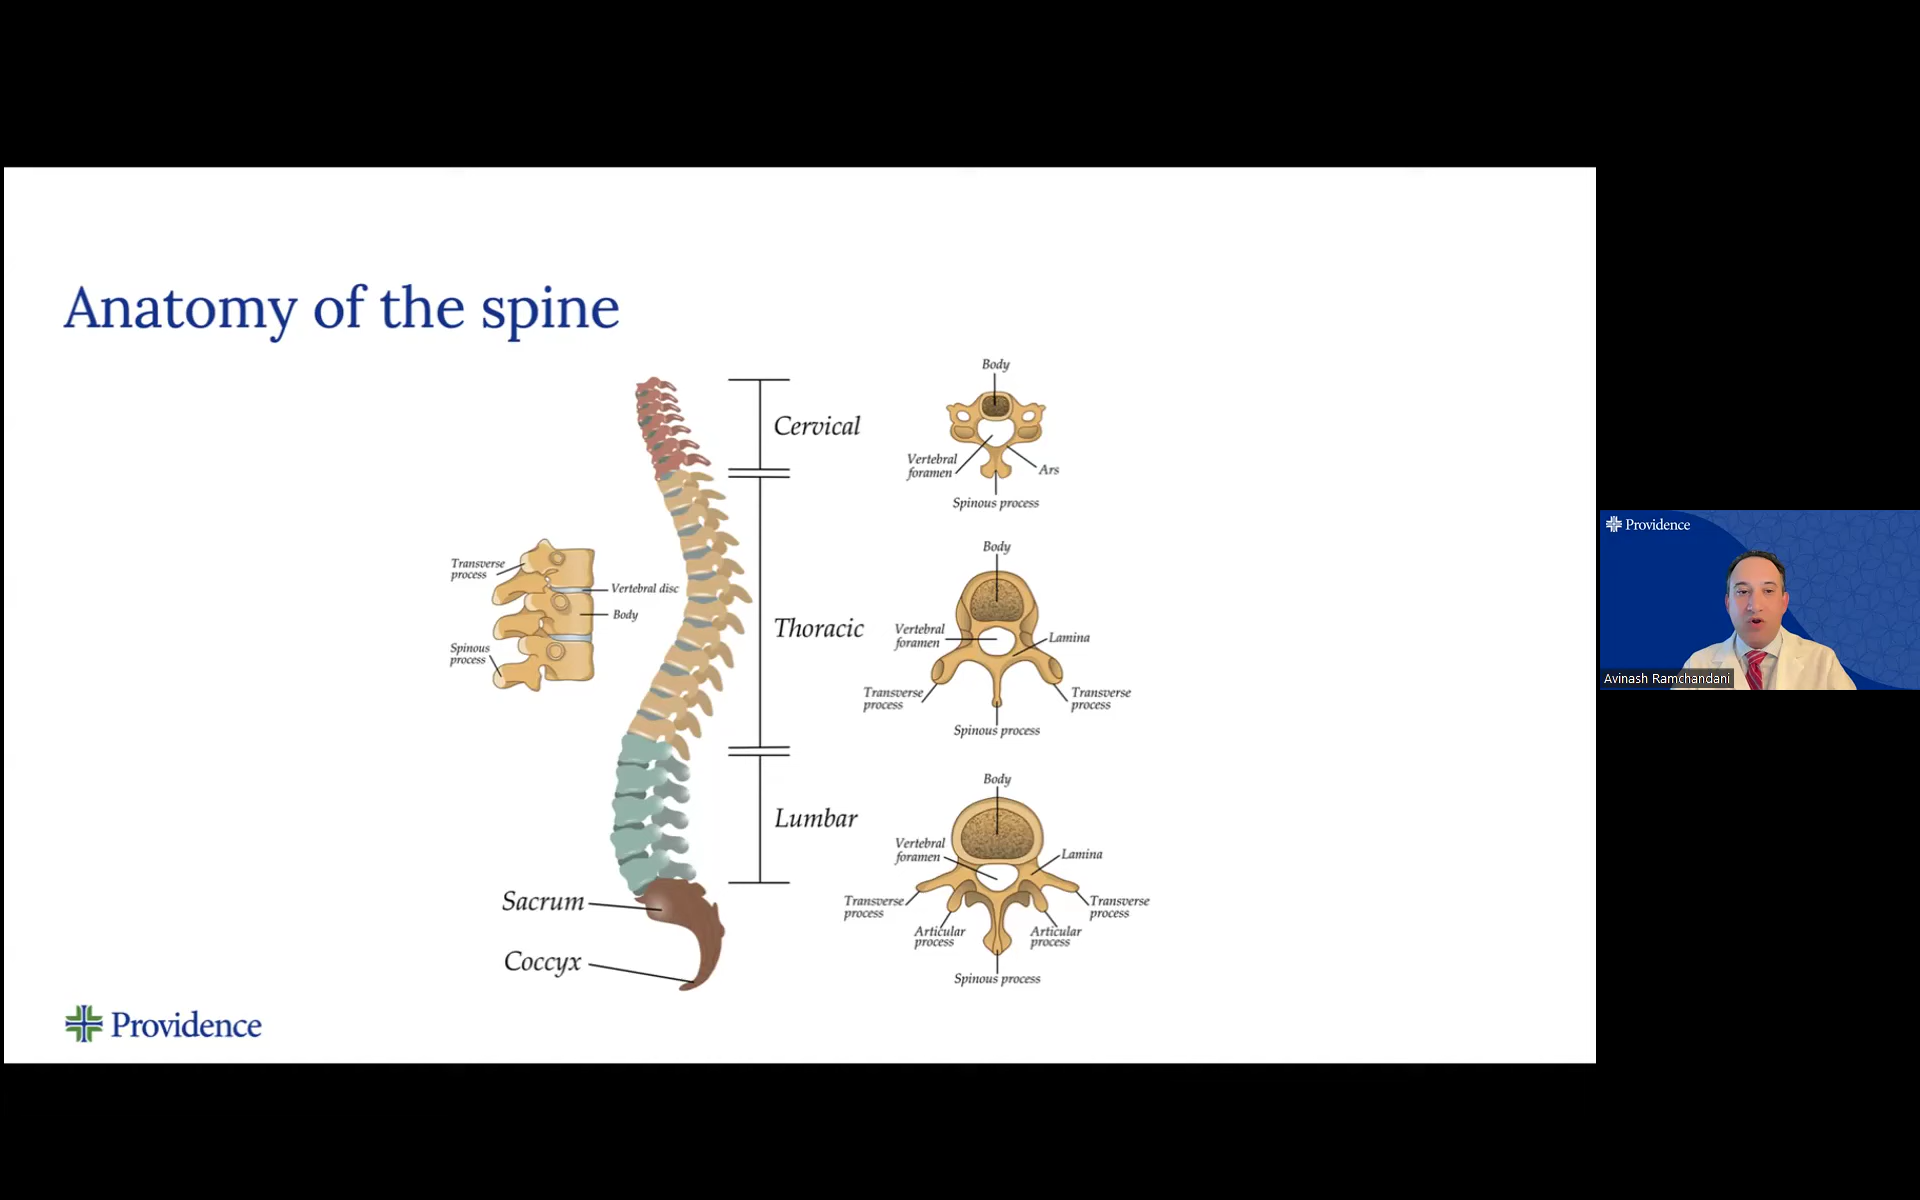 Anatomy of the spine
Cervical
Thoracic
Lumbar
Sacrum
Coccyx
Transverse
process
Vertebral disc
Body
Spinous
process
Body
Vertebral
foramen
Ars
Spinous process
Body
Vertebral
foramen
Lamina
Transverse
process
Transverse
process
Spinous process
Body
Vertebral
foramen
Lamina
Transverse
process
Transverse
process
Articular
process
Articular
process
Spinous process
Providence
Providence
Avinash Ramchandani